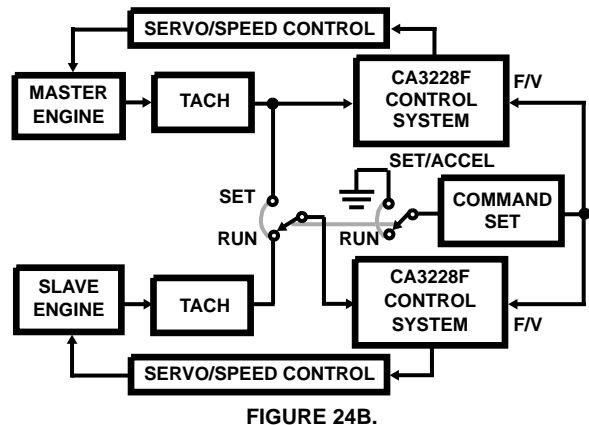 SERVO/SPEED CONTROL
MASTER
ENGINE
TACH
CA3228F
CONTROL
SYSTEM
F/V
SET/ACCEL
SET
RUN
RUN
COMMAND
SET
SLAVE
ENGINE
TACH
CA3228F
CONTROL
SYSTEM
F/V
SERVO/SPEED CONTROL
FIGURE 24B.